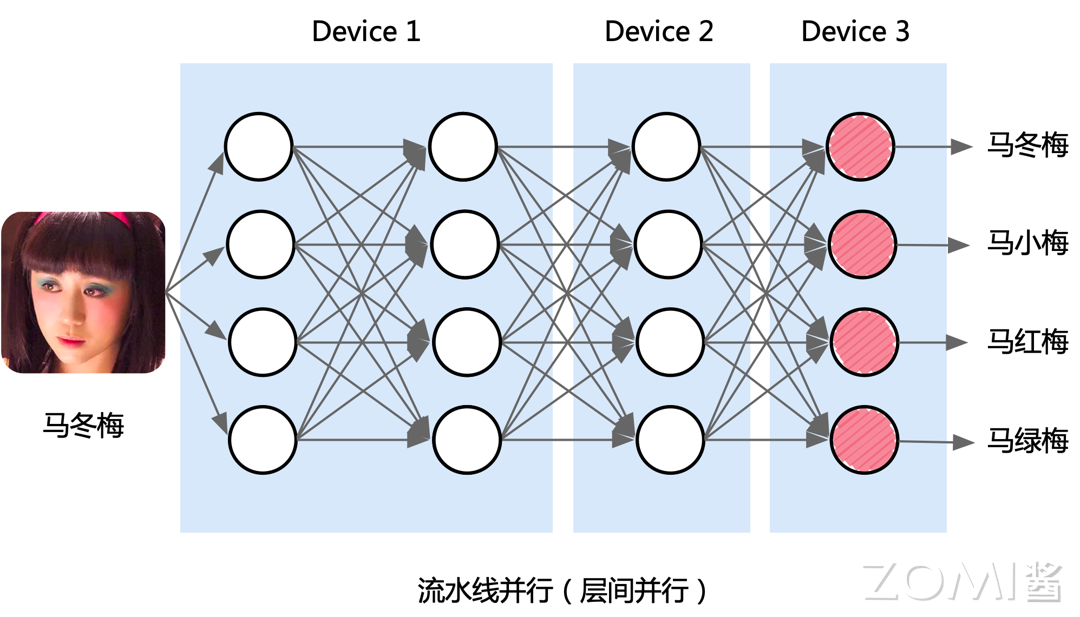 Device 1
Device 2
Device 3
马冬梅
马小梅
马红梅
马绿梅
马冬梅
流水线并行（层间并行）
ZOMI酱